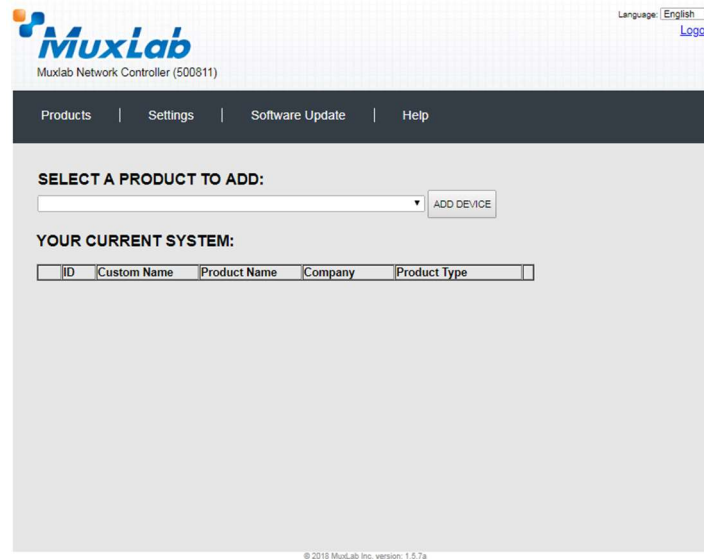 Language: English
MuxLab
Muxlab Network Controller (500811)
Products | Settings | Software Update | Help
SELECT A PRODUCT TO ADD:
ADD DEVICE
YOUR CURRENT SYSTEM:
ID Custom Name Product Name Company Product Type
© 2018 MuxLab Inc. version: 1.5.7a